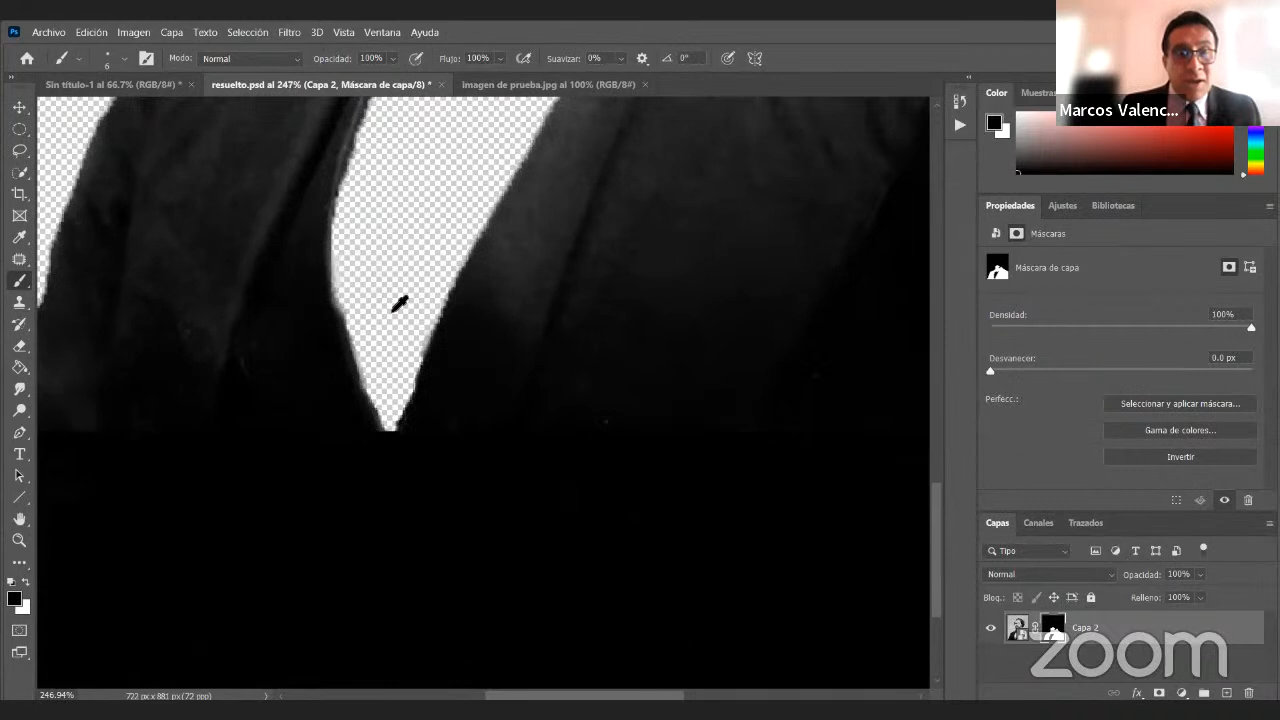 Ps Archivo Edición Imagen Capa Texto Selección Filtro 3D Vista Ventana Ayuda
6 Modo: Normal Opacidad: 100% Flujo: 100% Suavizar: 0% 0°
Sin título-1 al 66.7% (RGB/8#) * × resuelto.psd al 247% (Capa 2, Máscara de capa/8) * × imagen de prueba.jpg al 100% (RGB/8#) ×
Marcos Valenc...
Color Muestras
Propiedades Ajustes Bibliotecas
Máscaras
Máscara de capa
Densidad: 100%
Desvanecer: 0.0 px
Perfecc.: Seleccionar y aplicar máscara...
Gama de colores...
Invertir
Capas Canales Trazados
Tipo
Normal Opacidad: 100%
Bloq.: Relleno: 100%
Capa 2
zoom
246.94% 722 px x 881 px (72 ppp)